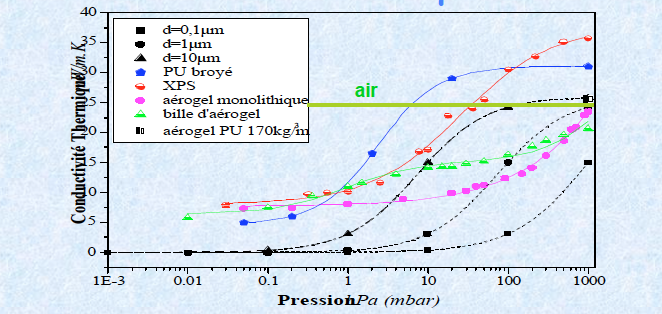 40
35
30
25
20
15
10
5
0
Conductivité Thermique W/m.K
d=0,1µm
d=1µm
d=10µm
PU broyé
XPS
aérogel monolithique
bille d'aérogel
aérogel PU 170kg/m³
air
1E-3 0.01 0.1 1 10 100 1000
Pression hPa (mbar)